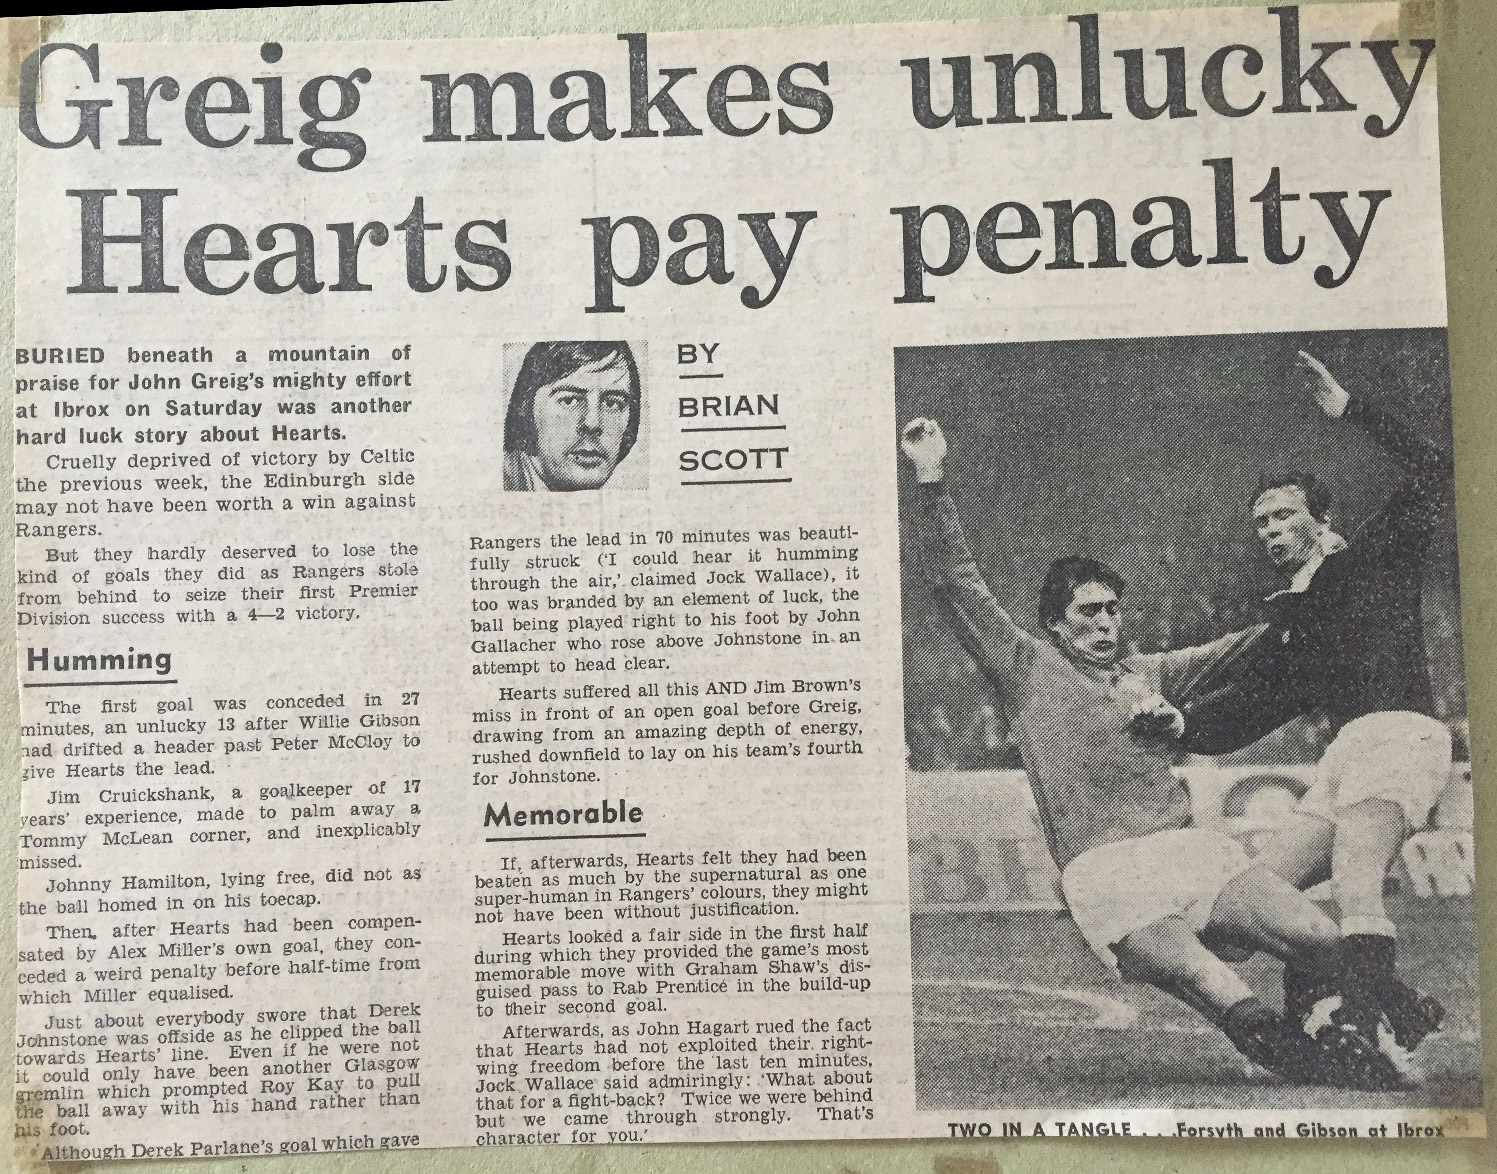 Greig makes unlucky
Hearts pay penalty
BURIED beneath a mountain of
praise for John Greig's mighty effort
at Ibrox on Saturday was another
hard luck story about Hearts.
Cruelly deprived of victory by Celtic
the previous week, the Edinburgh side
may not have been worth a win against
Rangers.
But they hardly deserved to lose the
kind of goals they did as Rangers stole
from behind to seize their first Premier
Division success with a 4—2 victory.
Humming
The first goal was conceded in 27
minutes, an unlucky 13 after Willie Gibson
had drifted a header past Peter McCloy to
give Hearts the lead.
Jim Cruickshank, a goalkeeper of 17
years' experience, made to palm away a
Tommy McLean corner, and inexplicably
missed.
Johnny Hamilton, lying free, did not as
the ball homed in on his toecap.
Then, after Hearts had been compen-
sated by Alex Miller's own goal, they con-
ceded a weird penalty before half-time from
which Miller equalised.
Just about everybody swore that Derek
Johnstone was offside as he clipped the ball
towards Hearts' line. Even if he were not
it could only have been another Glasgow
gremlin which prompted Roy Kay to pull
the ball away with his hand rather than
his foot.
Although Derek Parlane's goal which gave
BY
BRIAN
SCOTT
Rangers the lead in 70 minutes was beauti-
fully struck ('I could hear it humming
through the air,' claimed Jock Wallace), it
too was branded by an element of luck, the
ball being played right to his foot by John
Gallacher who rose above Johnstone in an
attempt to head clear.
Hearts suffered all this AND Jim Brown's
miss in front of an open goal before Greig,
drawing from an amazing depth of energy,
rushed downfield to lay on his team's fourth
for Johnstone.
Memorable
If, afterwards, Hearts felt they had been
beaten as much by the supernatural as one
super-human in Rangers' colours, they might
not have been without justification.
Hearts looked a fair side in the first half
during which they provided the game's most
memorable move with Graham Shaw's dis-
guised pass to Rab Prentice in the build-up
to their second goal.
Afterwards, as John Hagart rued the fact
that Hearts had not exploited their right-
wing freedom before the last ten minutes,
Jock Wallace said admiringly: 'What about
that for a fight-back? Twice we were behind
but we came through strongly. That's
character for you.'
TWO IN A TANGLE . . .Forsyth and Gibson at Ibrox